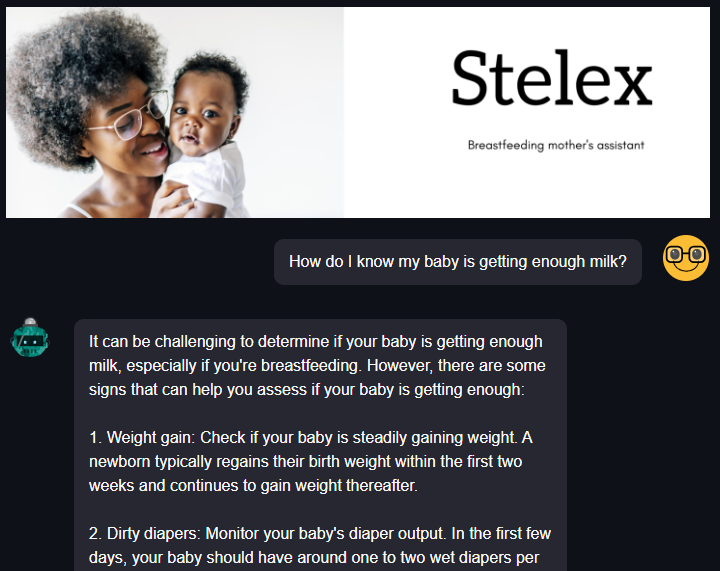 Stelex
Breastfeeding mother's assistant
How do I know my baby is getting enough milk?
It can be challenging to determine if your baby is getting enough
milk, especially if you're breastfeeding. However, there are some
signs that can help you assess if your baby is getting enough:
1. Weight gain: Check if your baby is steadily gaining weight. A
newborn typically regains their birth weight within the first two
weeks and continues to gain weight thereafter.
2. Dirty diapers: Monitor your baby's diaper output. In the first few
days, your baby should have around one to two wet diapers per